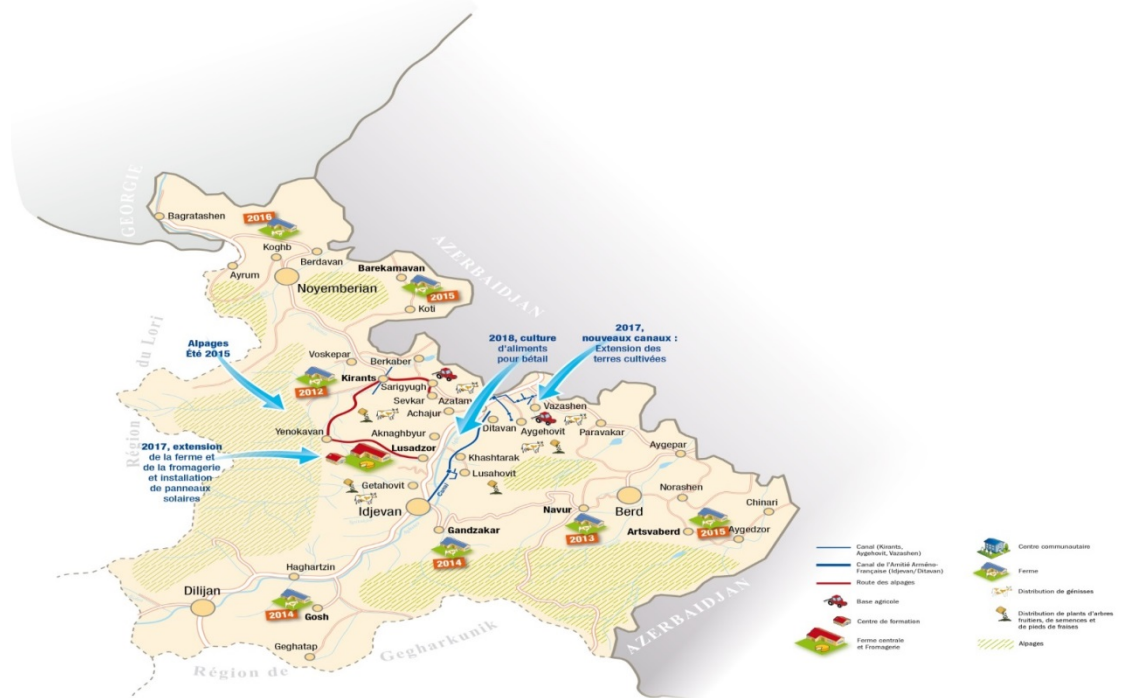 GEORGIE
Bagratashen
2016
Koghb
Berdavan
Ayrum
Noyemberian
AZERBAIDJAN
Barekamavan
2015
Koti
Région du Lori
Alpages
Été 2015
2018, culture
d'aliments
pour bétail
2017,
nouveaux canaux :
Extension des
terres cultivées
Voskepar
Berkaber
Kirants
2012
Sarigyugh
Sevkar
Azatam
Achajur
Vazashen
Ditavan
Aygehovit
Paravakar
Aygepar
Yenokavan
Aknaghbyur
Lusadzor
2017, extension
de la ferme et
de la fromagerie
et installation
de panneaux
solaires
Khashtarak
Lusahovit
Getahovit
Canal
Idjevan
Gandzakar
2014
Navur
2013
Berd
Norashen
Chinari
Artsvaberd
2015
Aygedzor
Haghartzin
Dilijan
2014
Gosh
Geghatap
Région de Gegharkunik
AZERBAIDJAN
Canal (Kirants,
Aygehovit, Vazashen)
Canal de l'Amitié Arméno-
Française (Idjevan/Ditavan)
Route des alpages
Base agricole
Centre de formation
Ferme centrale
et Fromagerie
Centre communautaire
Ferme
Distribution de génisses
Distribution de plants d'arbres
fruitiers, de semences et
de pieds de fraises
Alpages